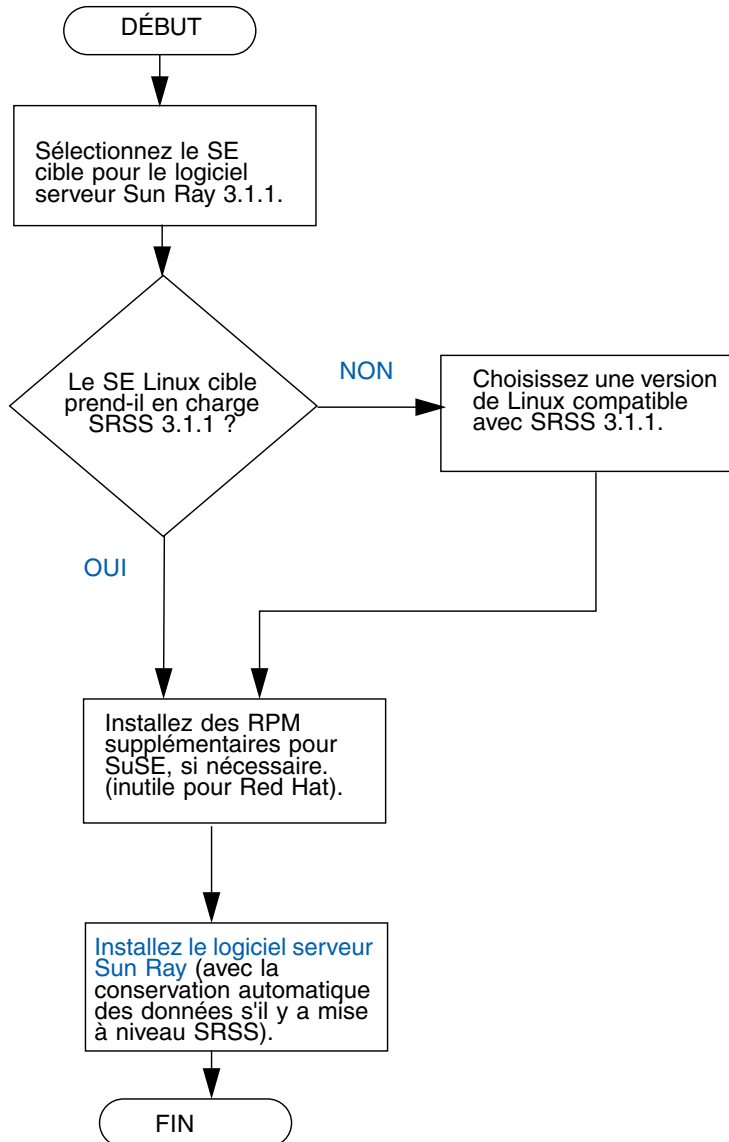 DÉBUT
Sélectionnez le SE
cible pour le logiciel
serveur Sun Ray 3.1.1.
Le SE Linux cible
prend-il en charge
SRSS 3.1.1 ?
NON
Choisissez une version
de Linux compatible
avec SRSS 3.1.1.
OUI
Installez des RPM
supplémentaires pour
SuSE, si nécessaire.
(inutile pour Red Hat).
Installez le logiciel serveur
Sun Ray (avec la
conservation automatique
des données s'il y a mise
à niveau SRSS).
FIN